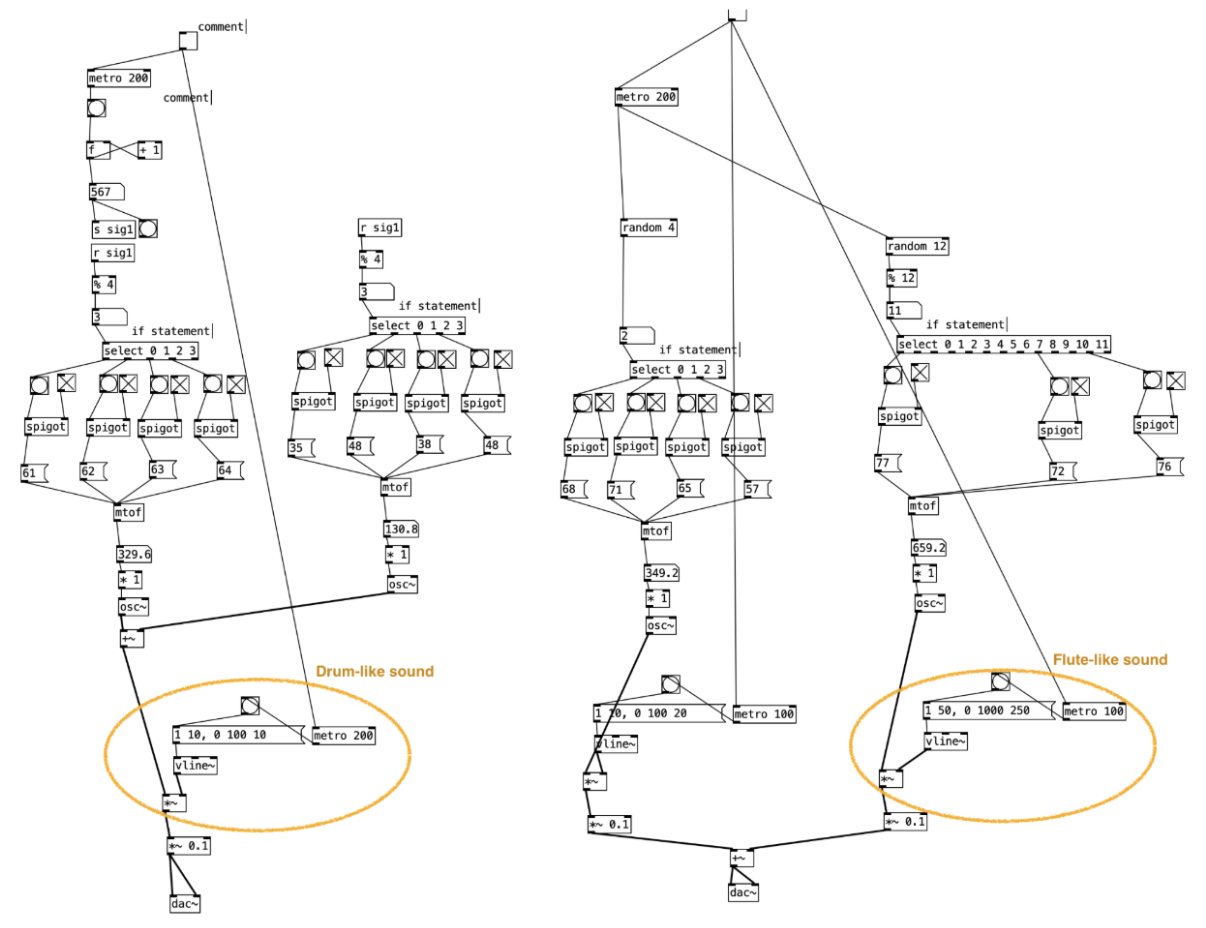 comment
metro 200
comment
f
+ 1
567
s sig1
r sig1
% 4
3
if statement
select 0 1 2 3
spigot
spigot
spigot
spigot
61
62
63
64
mtof
329.6
* 1
osc~
+~
r sig1
% 4
3
if statement
select 0 1 2 3
spigot
spigot
spigot
spigot
35
48
38
48
mtof
130.8
* 1
osc~
Drum-like sound
1 10, 0 100 10
metro 200
vline~
*~
*~ 0.1
dac~
metro 200
random 4
2
if statement
select 0 1 2 3
spigot
spigot
spigot
spigot
68
71
65
57
mtof
349.2
* 1
osc~
1 10, 0 100 20
metro 100
vline~
*~
*~ 0.1
random 12
% 12
11
if statement
select 0 1 2 3 4 5 6 7 8 9 10 11
spigot
spigot
spigot
77
72
76
mtof
659.2
* 1
osc~
Flute-like sound
1 50, 0 1000 250
metro 100
vline~
*~
*~ 0.1
+~
dac~